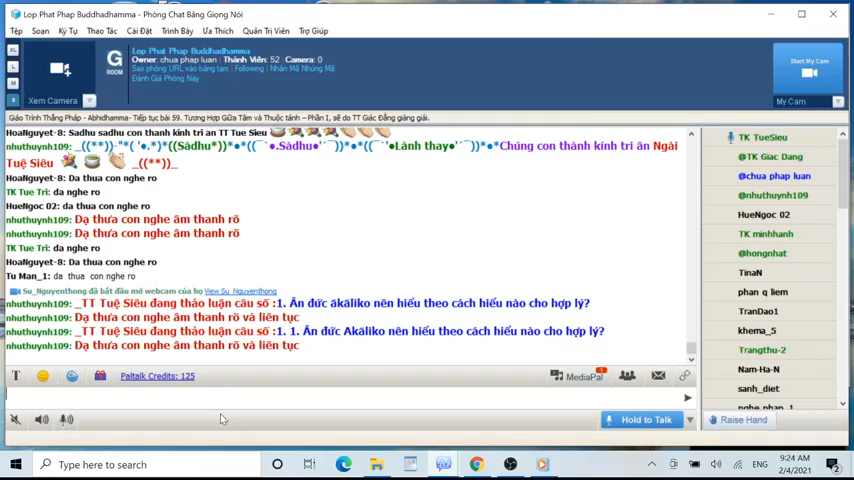 Lop Phat Phap Buddhadhamma - Phòng Chat Bằng Giọng Nói
Tệp Soạn Ký Tự Thao Tác Cài Đặt Trình Bày Ưa Thích Quản Trị Viên Trợ Giúp
XL
L
M
S
Xem Camera
G
ROOM
Lop Phat Phap Buddhadhamma
Owner: chua phap luan | Thành Viên: 52 | Camera: 0
Sao phỏng URL vào bảng tạm | Following | Nhận Mã Nhúng Mã
Đánh Giá Phòng Này
Start My Cam
My Cam
Giáo Trình Thắng Pháp - Abhidhamma- Tiếp tục bài 59. Tương Hợp Giữa Tâm và Thuộc tánh– Phần I, sẽ do TT Giác Đẳng giảng giải.
HoaNguyet-8: Sadhu sadhu con thanh kinh tri an TT Tue Sieu
nhuthuynh109: _((**))-"*( '●.*)*((Sàdhu*))*●*((¯`●.Sàdhu●'´¯))*●*((¯`●Lành thay●'´¯))*●*Chúng con thành kính tri ân Ngài
Tuệ Siêu _((**))_
HoaNguyet-8: Da thua con nghe ro
TK Tue Tri: da nghe ro
HueNgoc 02: da thua con nghe ro
nhuthuynh109: Dạ thưa con nghe âm thanh rõ
nhuthuynh109: Dạ thưa con nghe âm thanh rõ
TK Tue Tri: da nghe ro
HoaNguyet-8: Da thua con nghe ro
Tu Man_1: da thua con nghe ro
Su_Nguyenthong đã bắt đầu mở webcam của họ View Su_Nguyenthong
nhuthuynh109: _TT Tuệ Siêu đang thảo luận câu số :1. Ân đức akāliko nên hiểu theo cách hiểu nào cho hợp lý?
nhuthuynh109: Dạ thưa con nghe âm thanh rõ và liên tục
nhuthuynh109: _TT Tuệ Siêu đang thảo luận câu số :1. 1. Ân đức Akāliko nên hiểu theo cách hiểu nào cho hợp lý?
nhuthuynh109: Dạ thưa con nghe âm thanh rõ và liên tục
TK TueSieu
@TK Giac Dang
@chua phap luan
@nhuthuynh109
HueNgoc 02
TK minhhanh
@hongnhat
TinaN
phan q liem
TranDao1
khema_5
Trangthu-2
Nam-Ha-N
sanh_diet
nghe phap_1
T Paltalk Credits: 125
MediaPal 1
Hold to Talk
Raise Hand
Type here to search
ENG
9:24 AM
2/4/2021
2